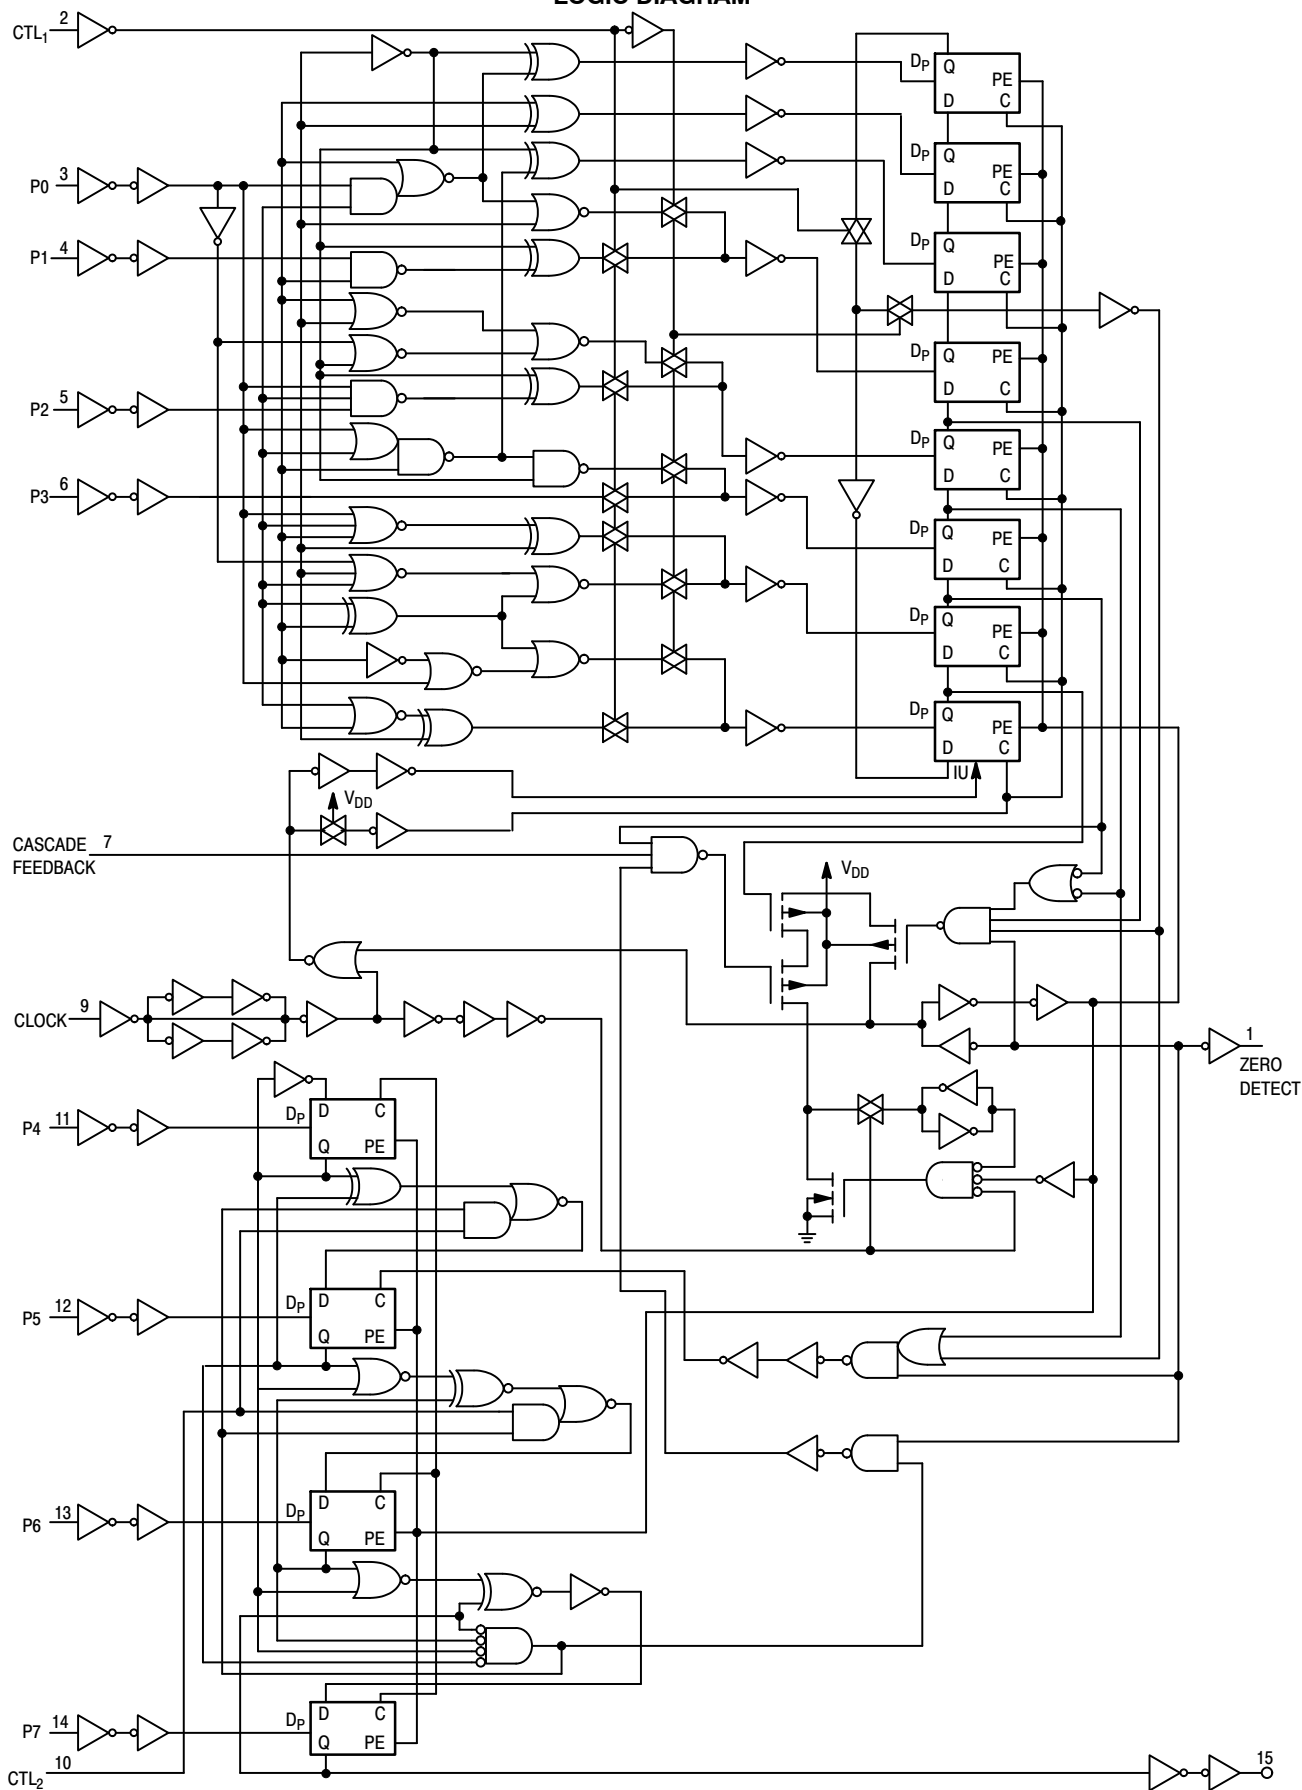 LOGIC DIAGRAM
CTL1 2
DP Q PE D C
DP Q PE D C
P0 3
DP Q PE D C
P1 4
DP Q PE D C
P2 5
DP Q PE D C
P3 6
DP Q PE D C
DP Q PE D C
DP Q PE D C
IU
VDD
CASCADE FEEDBACK 7
VDD
CLOCK 9
1
ZERO
DETECT
P4 11
DP D C Q PE
P5 12
DP D C Q PE
P6 13
DP D C Q PE
P7 14
DP D C Q PE
CTL2 10
15